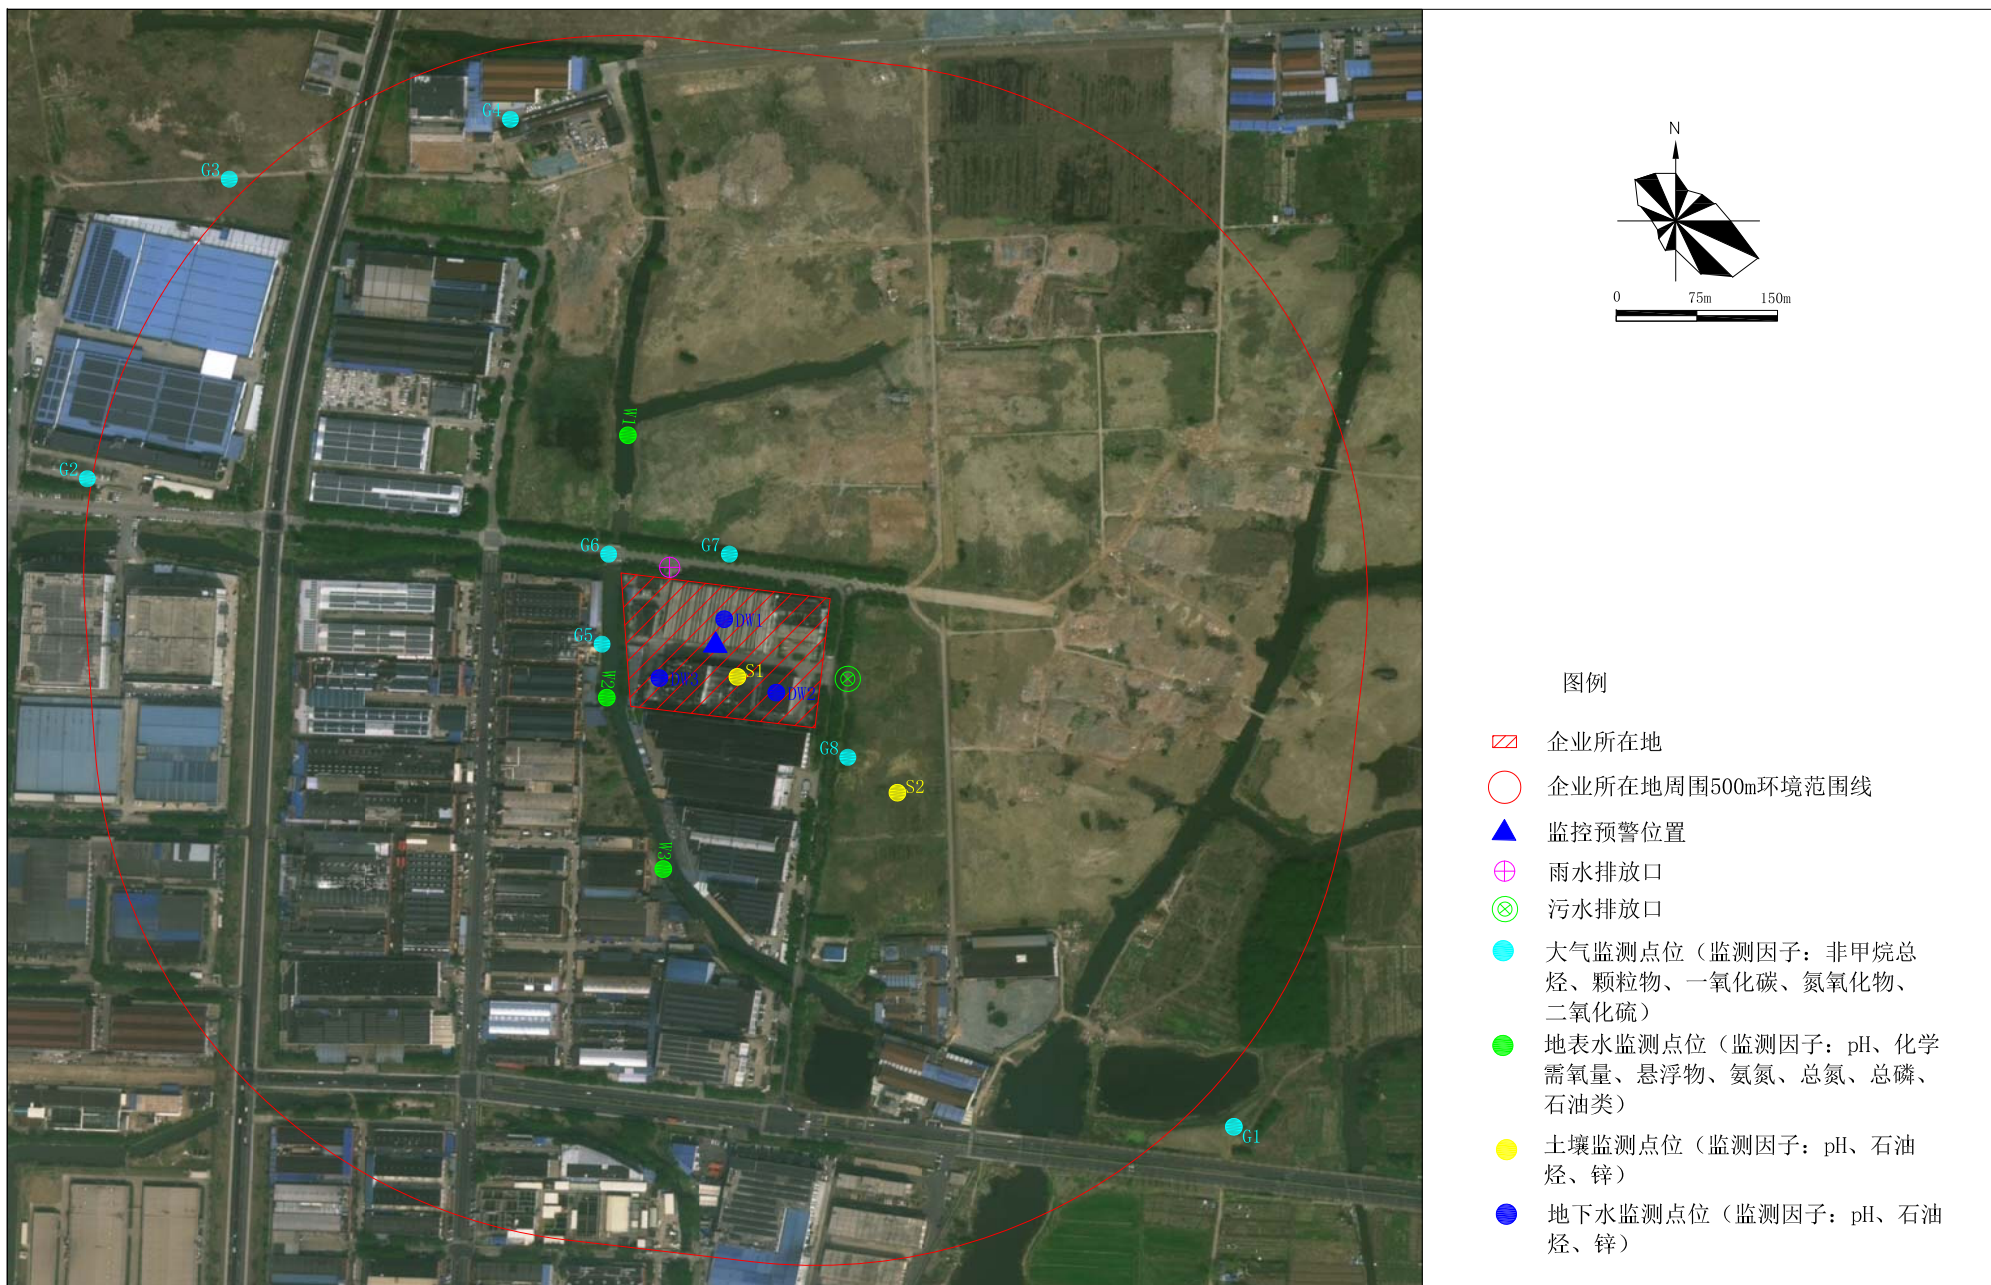 G4
G3
W1
G2
G6
G7
DW1
G5
S1
DW3
W2
DW2
G8
S2
W3
G1
N
0
75m
150m
图例
企业所在地
企业所在地周围500m环境范围线
监控预警位置
雨水排放口
污水排放口
大气监测点位（监测因子：非甲烷总
烃、颗粒物、一氧化碳、氮氧化物、
二氧化硫）
地表水监测点位（监测因子：pH、化学
需氧量、悬浮物、氨氮、总氮、总磷、
石油类）
土壤监测点位（监测因子：pH、石油
烃、锌）
地下水监测点位（监测因子：pH、石油
烃、锌）